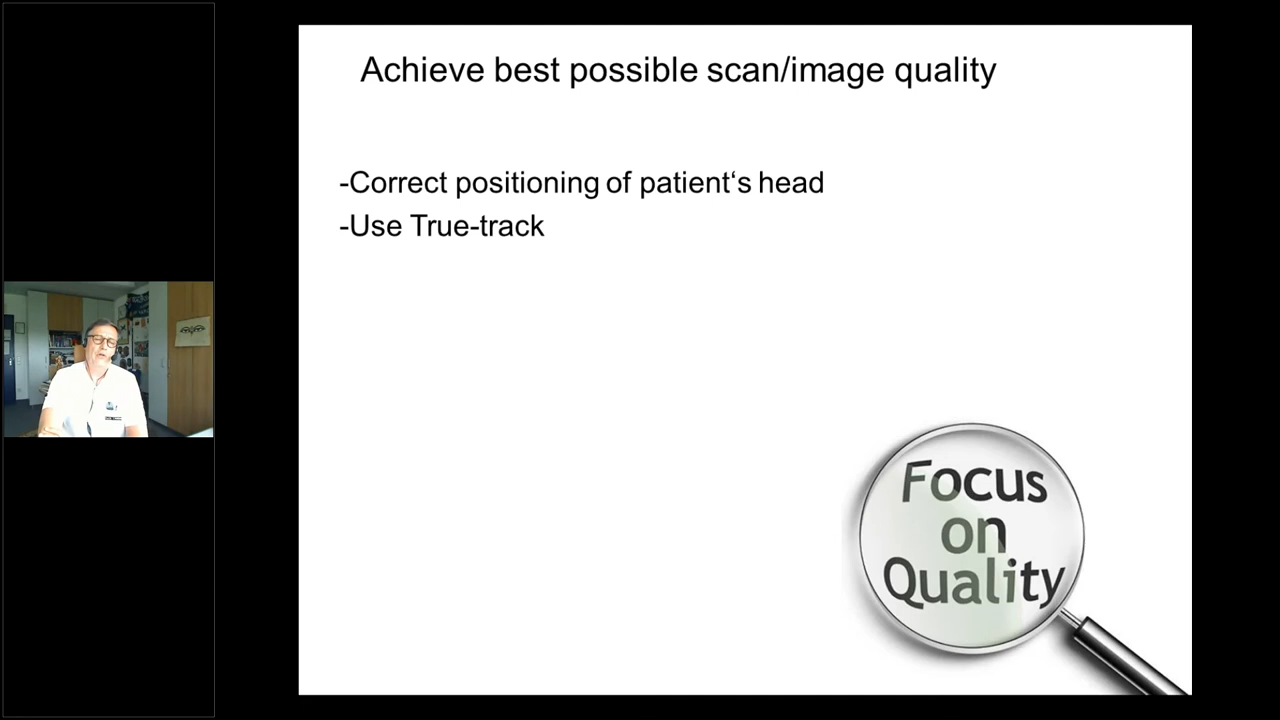 Achieve best possible scan/image quality
-Correct positioning of patient‘s head
-Use True-track
Focus
on
Quality